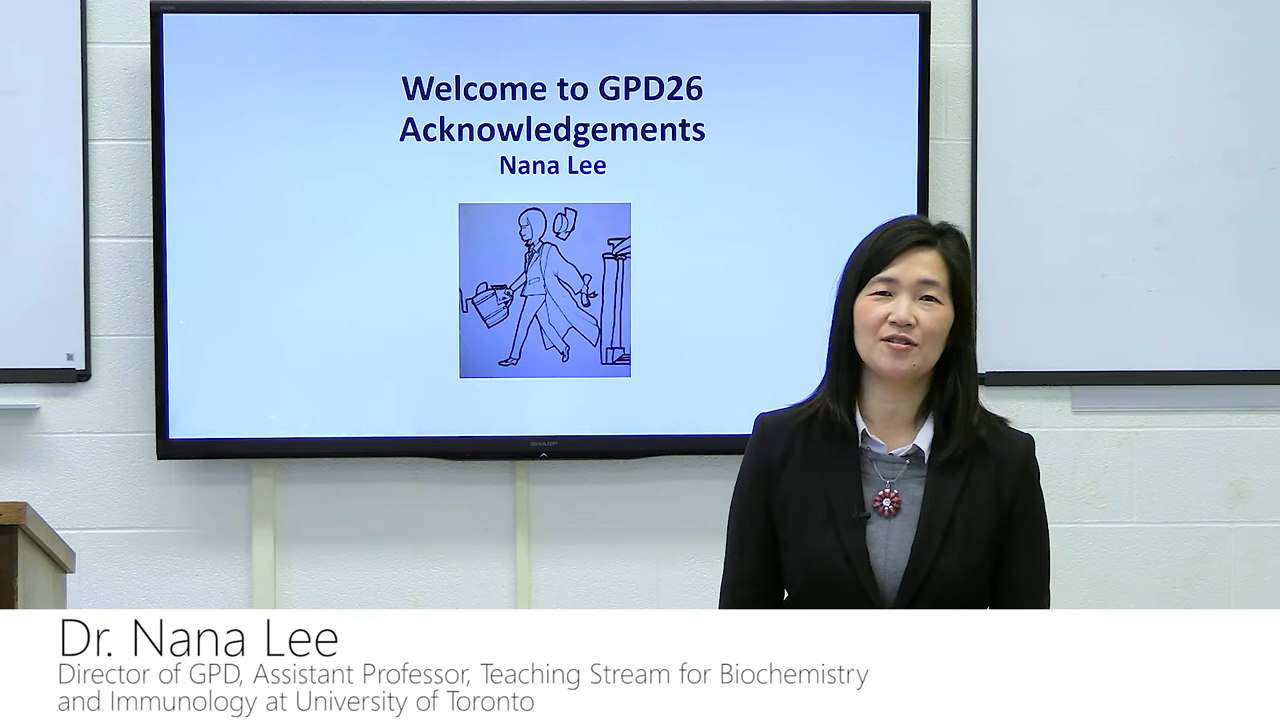 Welcome to GPD26
Acknowledgements
Nana Lee
SHARP
Dr. Nana Lee
Director of GPD, Assistant Professor, Teaching Stream for Biochemistry
and Immunology at University of Toronto